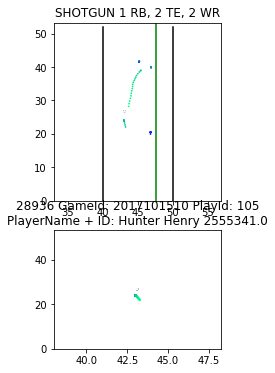 SHOTGUN 1 RB, 2 TE, 2 WR
50
40
30
20
10
0
35 40 45 50 55
28936 GameId: 2017101510 PlayId: 105
PlayerName + ID: Hunter Henry 2555341.0
40
20
0
40.0 42.5 45.0 47.5